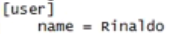 [user]
name = Rinaldo